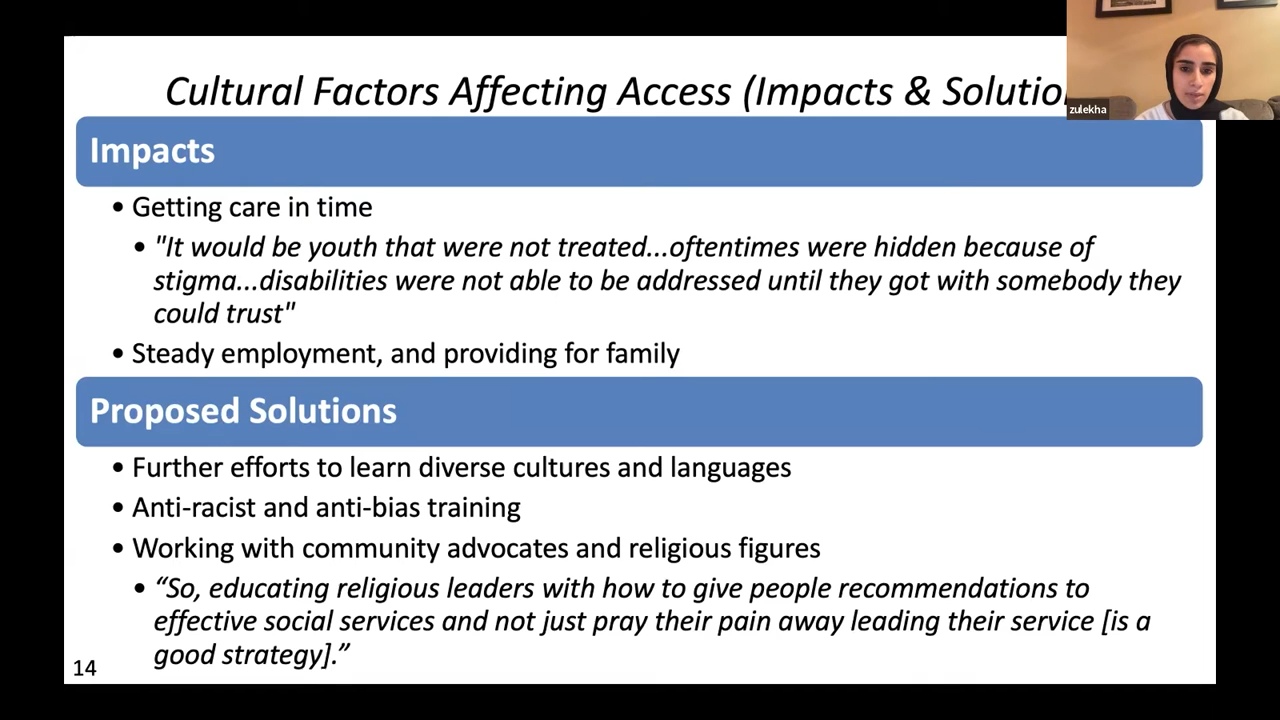 Cultural Factors Affecting Access (Impacts & Solutio
zulekha
Impacts
• Getting care in time
• "It would be youth that were not treated...oftentimes were hidden because of
stigma...disabilities were not able to be addressed until they got with somebody they
could trust"
• Steady employment, and providing for family
Proposed Solutions
• Further efforts to learn diverse cultures and languages
• Anti-racist and anti-bias training
• Working with community advocates and religious figures
• “So, educating religious leaders with how to give people recommendations to
effective social services and not just pray their pain away leading their service [is a
good strategy].”
14